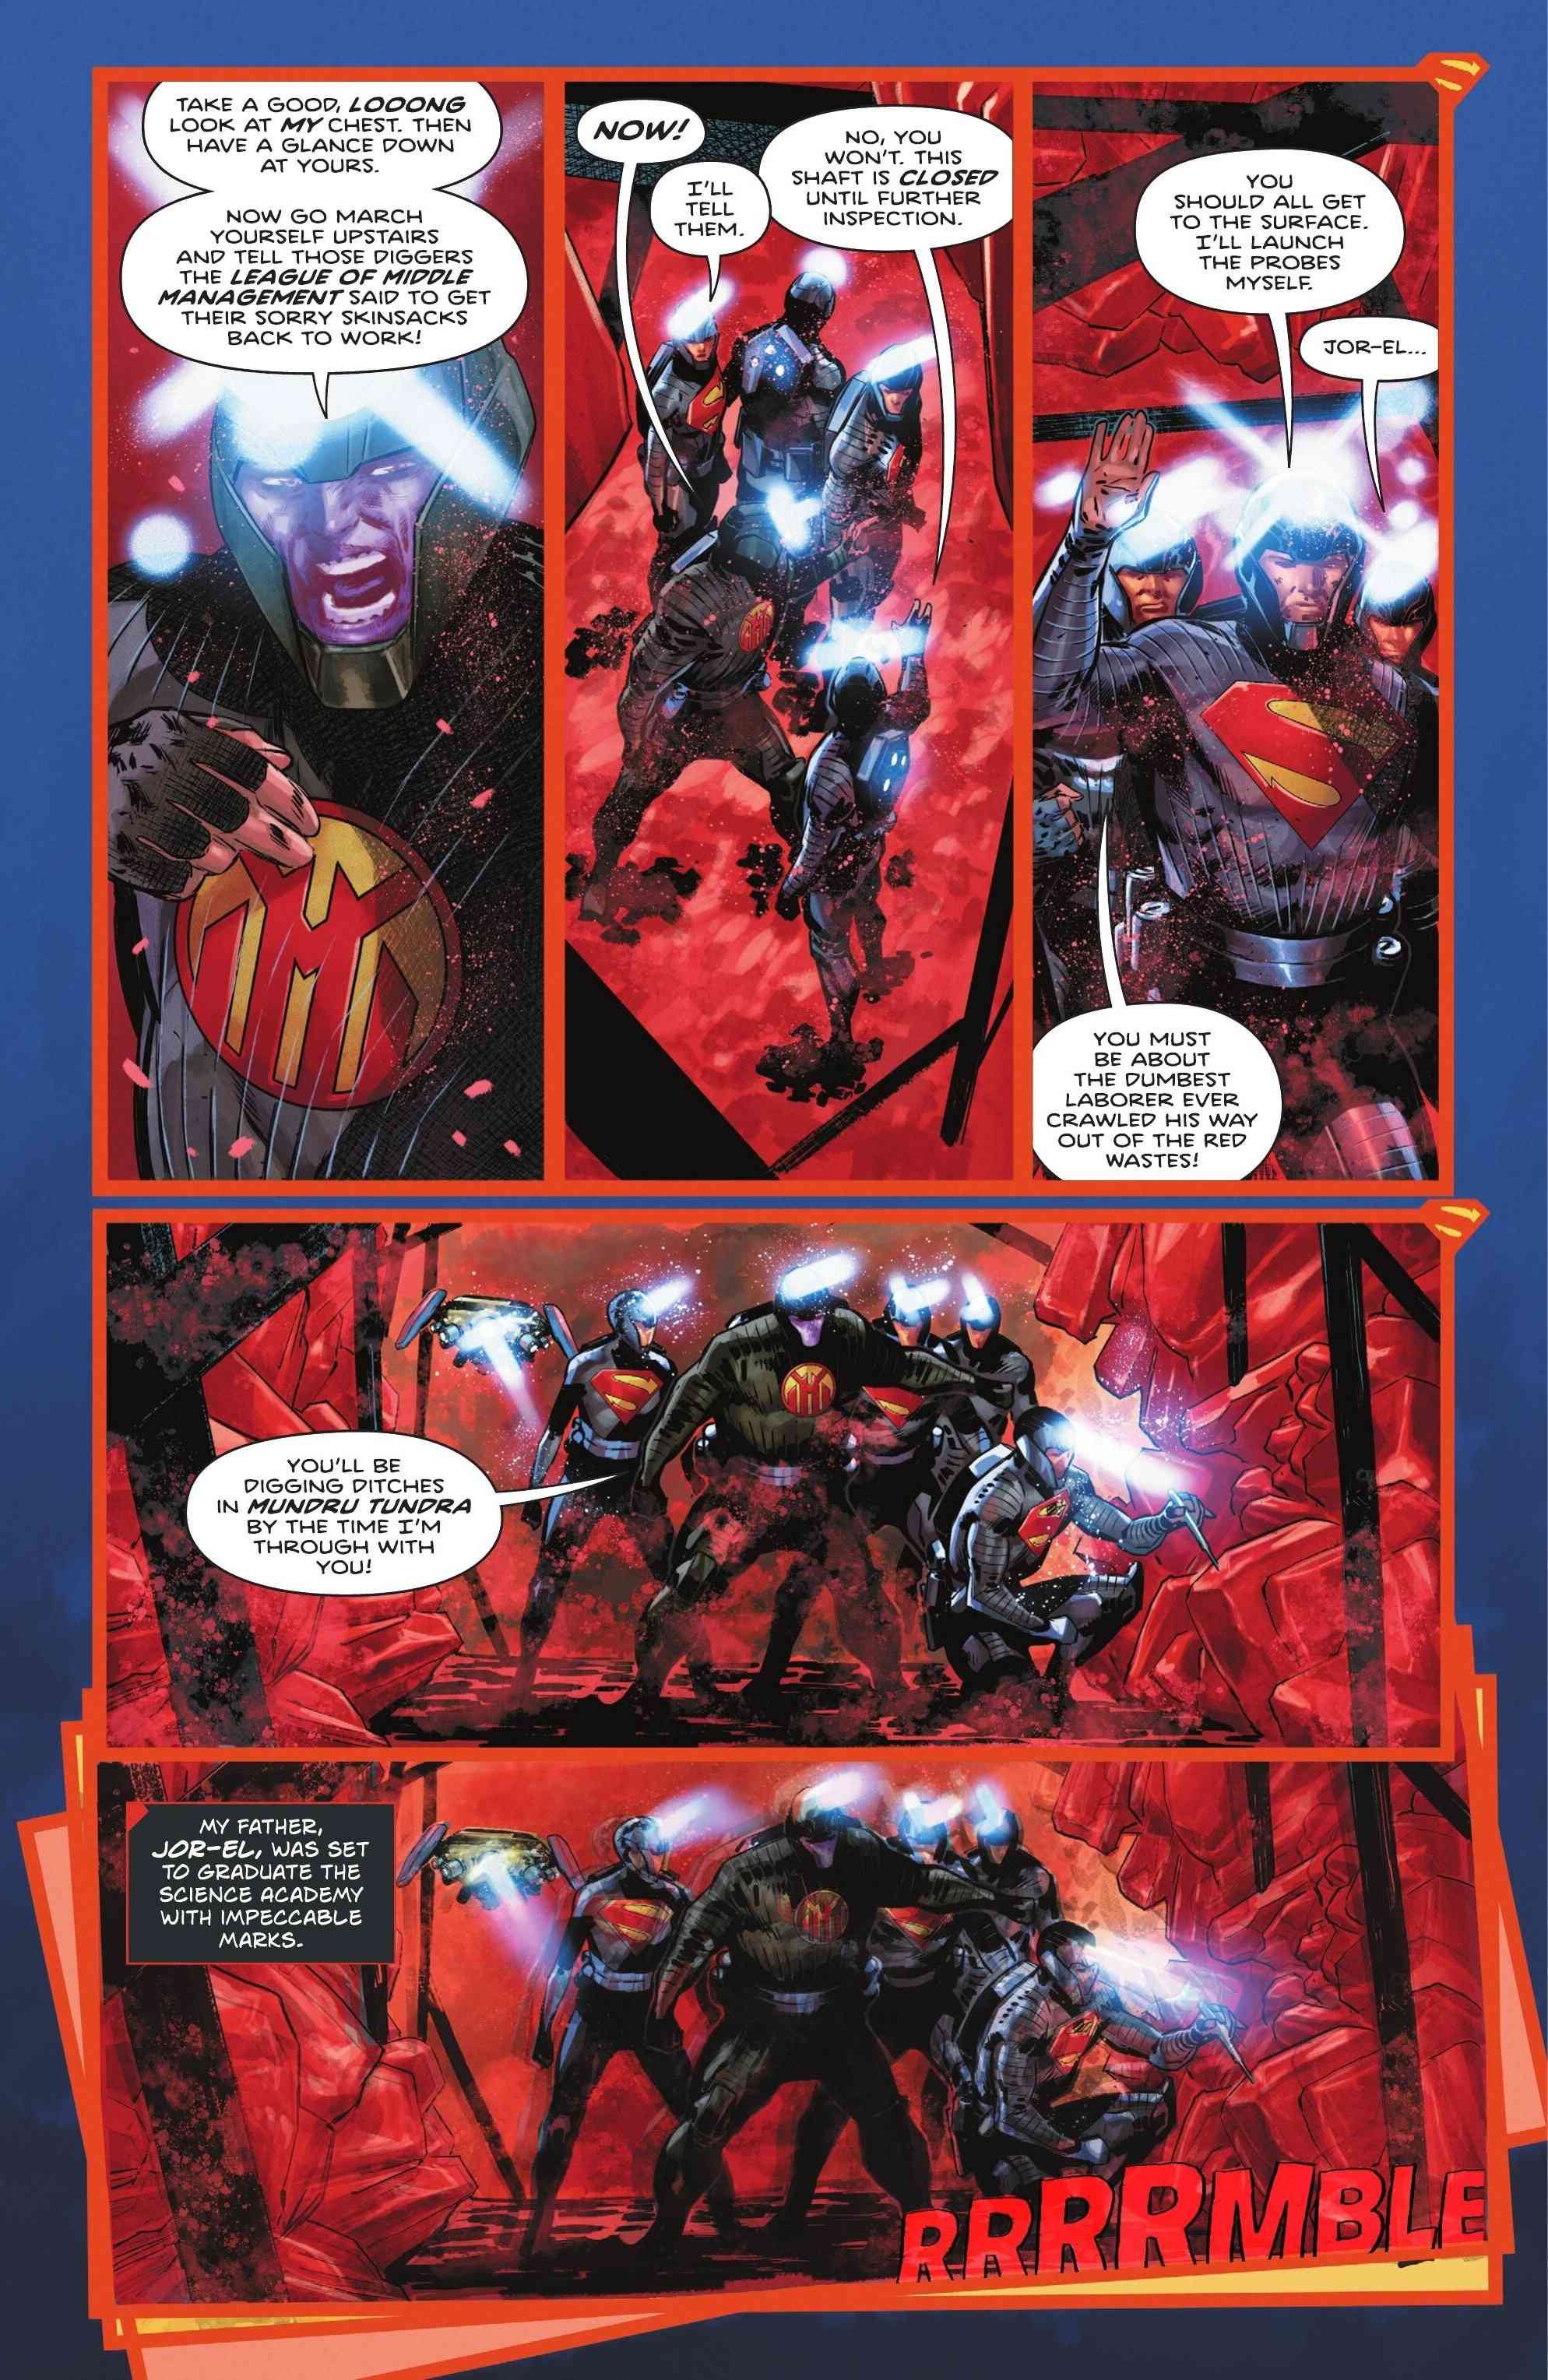 TAKE A GOOD, LOOONG
LOOK AT MY CHEST. THEN
HAVE A GLANCE DOWN
AT YOURS.
NOW GO MARCH
YOURSELF UPSTAIRS
AND TELL THOSE DIGGERS
THE LEAGUE OF MIDDLE
MANAGEMENT SAID TO GET
THEIR SORRY SKINSACKS
BACK TO WORK!
NOW!
I'LL
TELL
THEM.
NO, YOU
WON'T. THIS
SHAFT IS CLOSED
UNTIL FURTHER
INSPECTION.
YOU
SHOULD ALL GET
TO THE SURFACE.
I'LL LAUNCH
THE PROBES
MYSELF.
JOR-EL...
YOU MUST
BE ABOUT
THE DUMBEST
LABORER EVER
CRAWLED HIS WAY
OUT OF THE RED
WASTES!
YOU'LL BE
DIGGING DITCHES
IN MUNDRU TUNDRA
BY THE TIME I'M
THROUGH WITH
YOU!
MY FATHER,
JOR-EL, WAS SET
TO GRADUATE THE
SCIENCE ACADEMY
WITH IMPECCABLE
MARKS.
RRRRMBLE